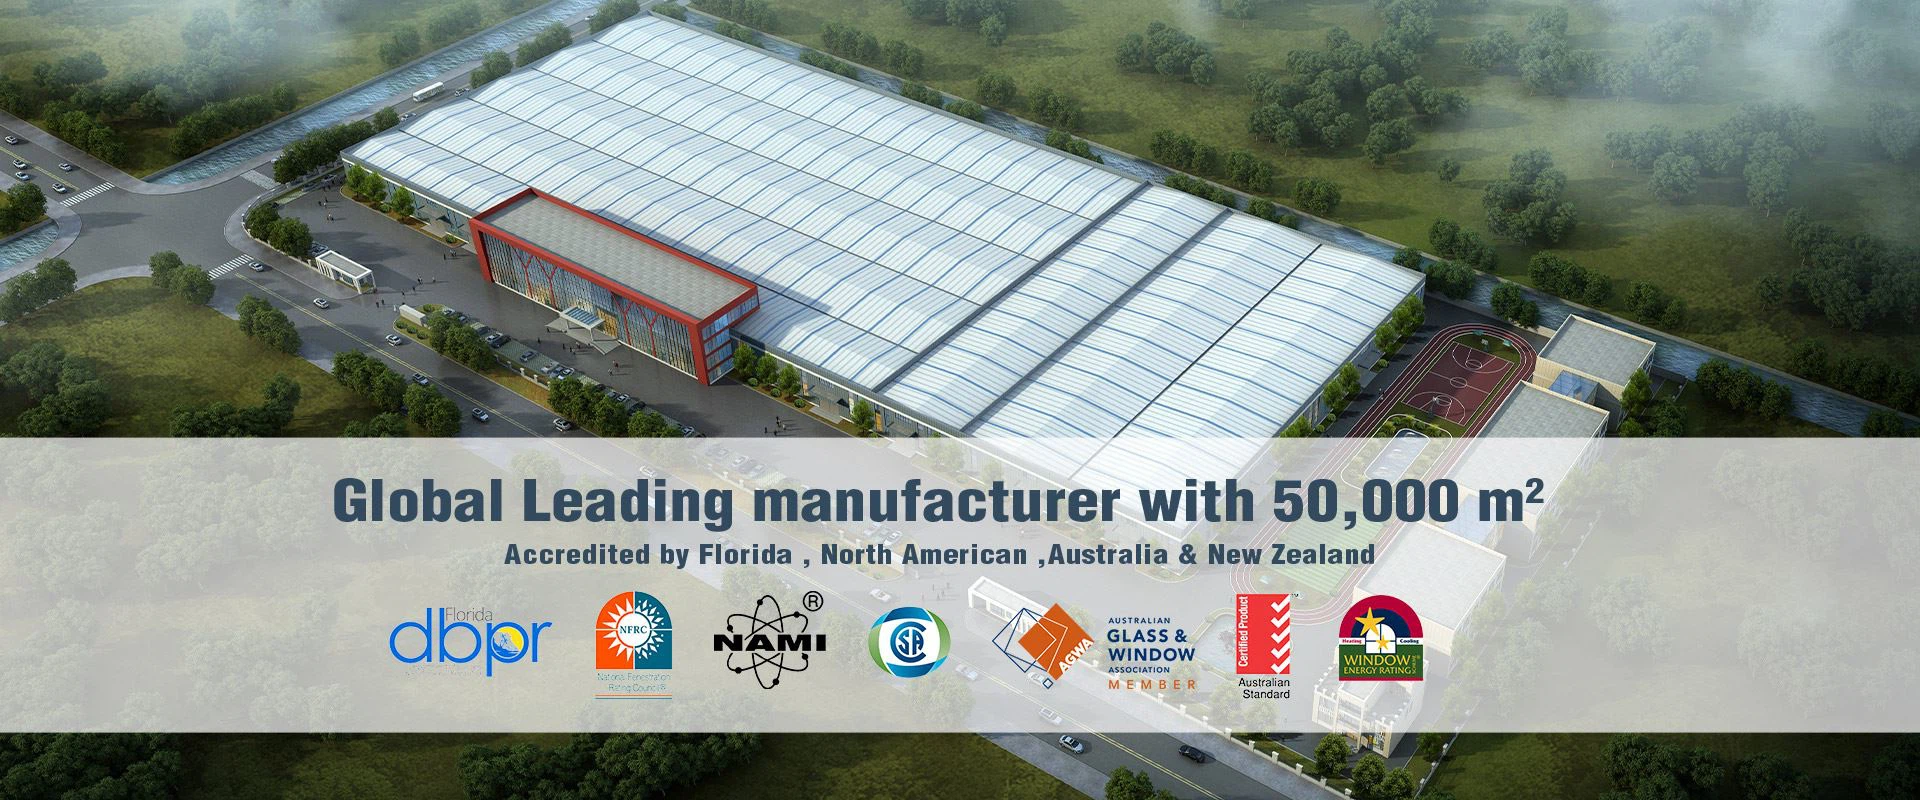 Global Leading manufacturer with 50,000 m²
Accredited by Florida , North American ,Australia & New Zealand
Florida
dbpr
NFRC
National Fenestration
Rating Council®
NAMI ®
CSA
AGWA
AUSTRALIAN
GLASS &
WINDOW
ASSOCIATION
MEMBER
Certified Product
Australian
Standard
Heating Cooling
WINDOW
ENERGY RATING